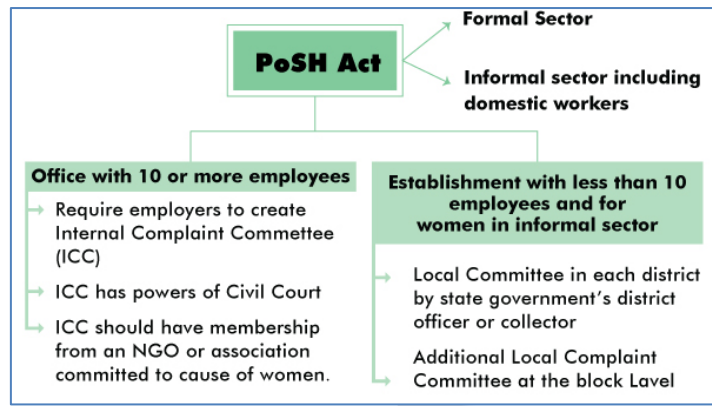 Formal Sector
PoSH Act
Informal sector including
domestic workers
Office with 10 or more employees
Require employers to create
Internal Complaint Commettee
(ICC)
ICC has powers of Civil Court
ICC should have membership
from an NGO or association
committed to cause of women.
Establishment with less than 10
employees and for
women in informal sector
Local Committee in each district
by state government's district
officer or collector
Additional Local Complaint
Committee at the block Lavel